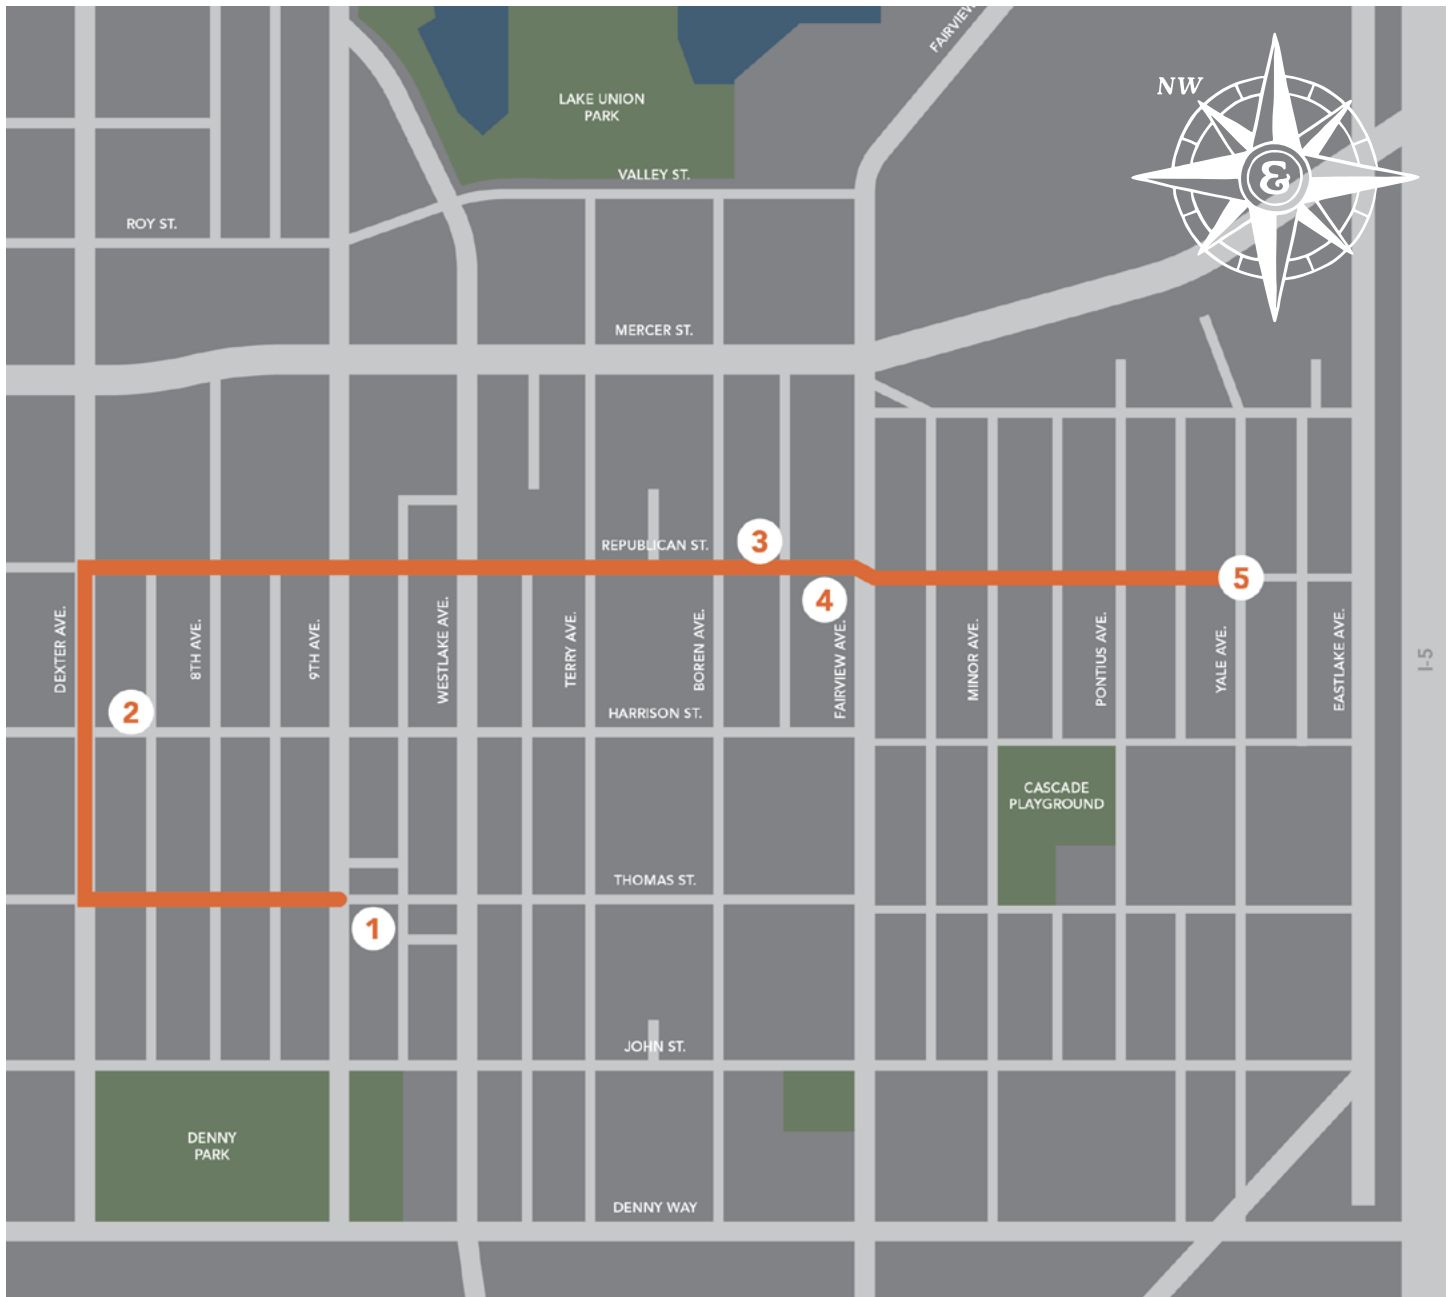 FAIRVIEW
NW
&
LAKE UNION
PARK
VALLEY ST.
ROY ST.
MERCER ST.
REPUBLICAN ST.
3
5
4
DEXTER AVE.
8TH AVE.
9TH AVE.
WESTLAKE AVE.
TERRY AVE.
BOREN AVE.
FAIRVIEW AVE.
MINOR AVE.
PONTIUS AVE.
YALE AVE.
EASTLAKE AVE.
I-5
2
HARRISON ST.
CASCADE
PLAYGROUND
THOMAS ST.
1
JOHN ST.
DENNY
PARK
DENNY WAY